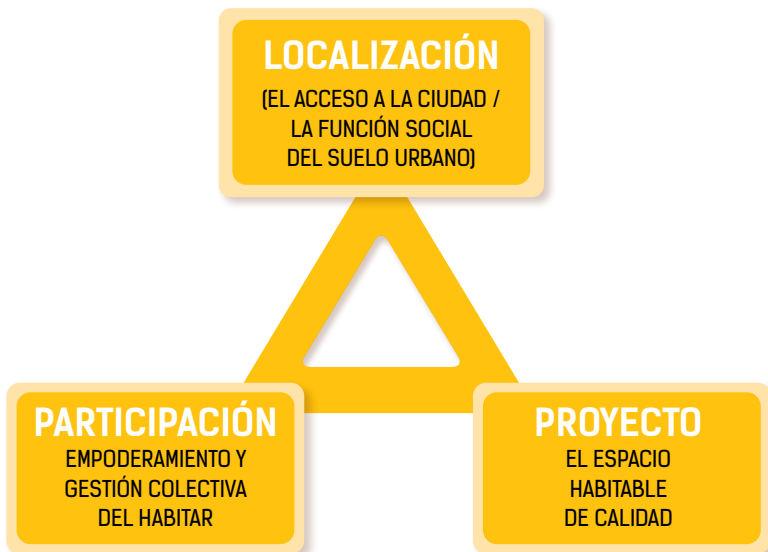 LOCALIZACIÓN
(EL ACCESO A LA CIUDAD /
LA FUNCIÓN SOCIAL
DEL SUELO URBANO)
PARTICIPACIÓN
EMPODERAMIENTO Y
GESTIÓN COLECTIVA
DEL HABITAR
PROYECTO
EL ESPACIO
HABITABLE
DE CALIDAD